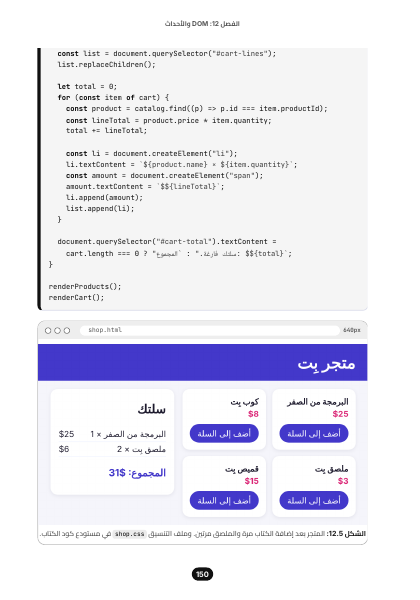 الفصل 12: DOM والأحداث
const list = document.querySelector("#cart-lines");
list.replaceChildren();
let total = 0;
for (const item of cart) {
const product = catalog.find((p) => p.id === item.productId);
const lineTotal = product.price * item.quantity;
total += lineTotal;
const li = document.createElement("li");
li.textContent = `${product.name} × ${item.quantity}`;
const amount = document.createElement("span");
amount.textContent = `$${lineTotal}`;
li.append(amount);
list.append(li);
}
document.querySelector("#cart-total").textContent =
cart.length === 0 ? "سلتك فارغة." : `المجموع: $${total}`;
}
renderProducts();
renderCart();
shop.html
640px
متجر بِت
البرمجة من الصفر
$25
أضف إلى السلة
كوب بِت
$8
أضف إلى السلة
ملصق بِت
$3
أضف إلى السلة
قميص بِت
$15
أضف إلى السلة
سلتك
البرمجة من الصفر × 1 $25
ملصق بِت × 2 $6
المجموع: $31
الشكل 12.5: المتجر بعد إضافة الكتاب مرة والملصق مرتين. وملف التنسيق shop.css في مستودع كود الكتاب.
150